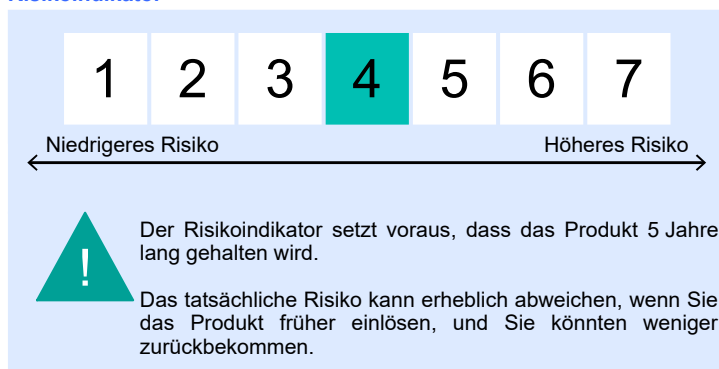 1 2 3 4 5 6 7
Niedrigeres Risiko Höheres Risiko
Der Risikoindikator setzt voraus, dass das Produkt 5 Jahre
lang gehalten wird.
!
Das tatsächliche Risiko kann erheblich abweichen, wenn Sie
das Produkt früher einlösen, und Sie könnten weniger
zurückbekommen.